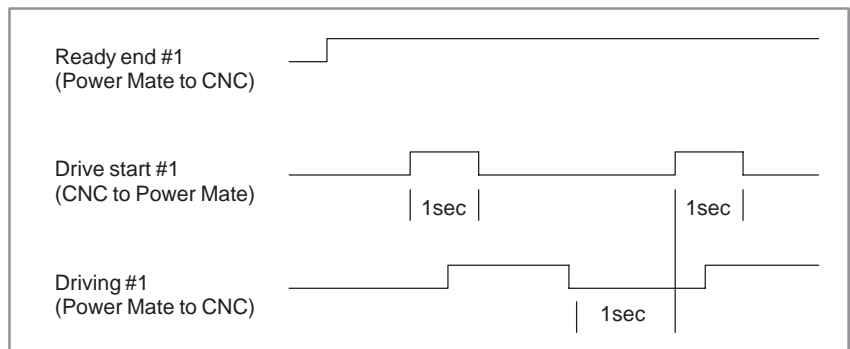 Ready end #1
(Power Mate to CNC)
Drive start #1
(CNC to Power Mate)
1sec
1sec
Driving #1
(Power Mate to CNC)
1sec